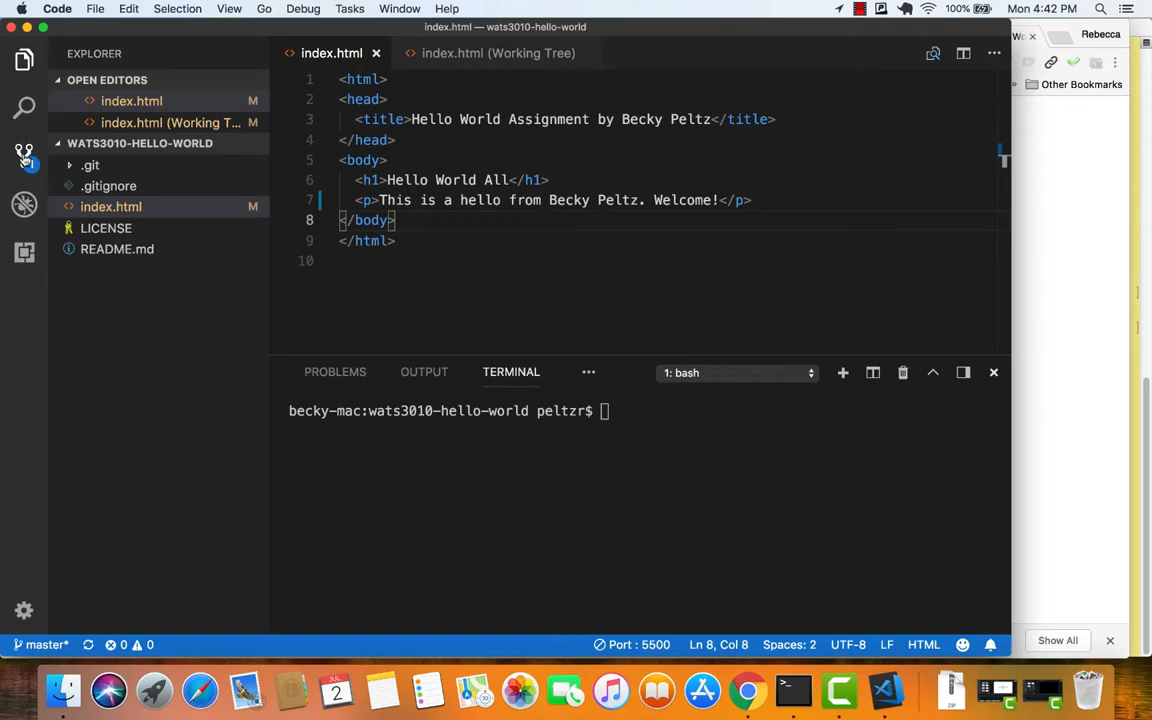 Code File Edit Selection View Go Debug Tasks Window Help 100% Mon 4:42 PM
index.html — wats3010-hello-world
Rebecca
EXPLORER
index.html
index.html (Working Tree)
OPEN EDITORS
index.html M
index.html (Working T... M
WATS3010-HELLO-WORLD
.git
.gitignore
index.html M
LICENSE
README.md
Other Bookmarks
1 <html>
2 <head>
3 <title>Hello World Assignment by Becky Peltz</title>
4 </head>
5 <body>
6 <h1>Hello World All</h1>
7 <p>This is a hello from Becky Peltz. Welcome!</p>
8 </body>
9 </html>
10
PROBLEMS OUTPUT TERMINAL 1: bash
becky-mac:wats3010-hello-world peltzr$
Show All
master* 0 0 Port : 5500 Ln 8, Col 8 Spaces: 2 UTF-8 LF HTML
JUL
2
ZIP